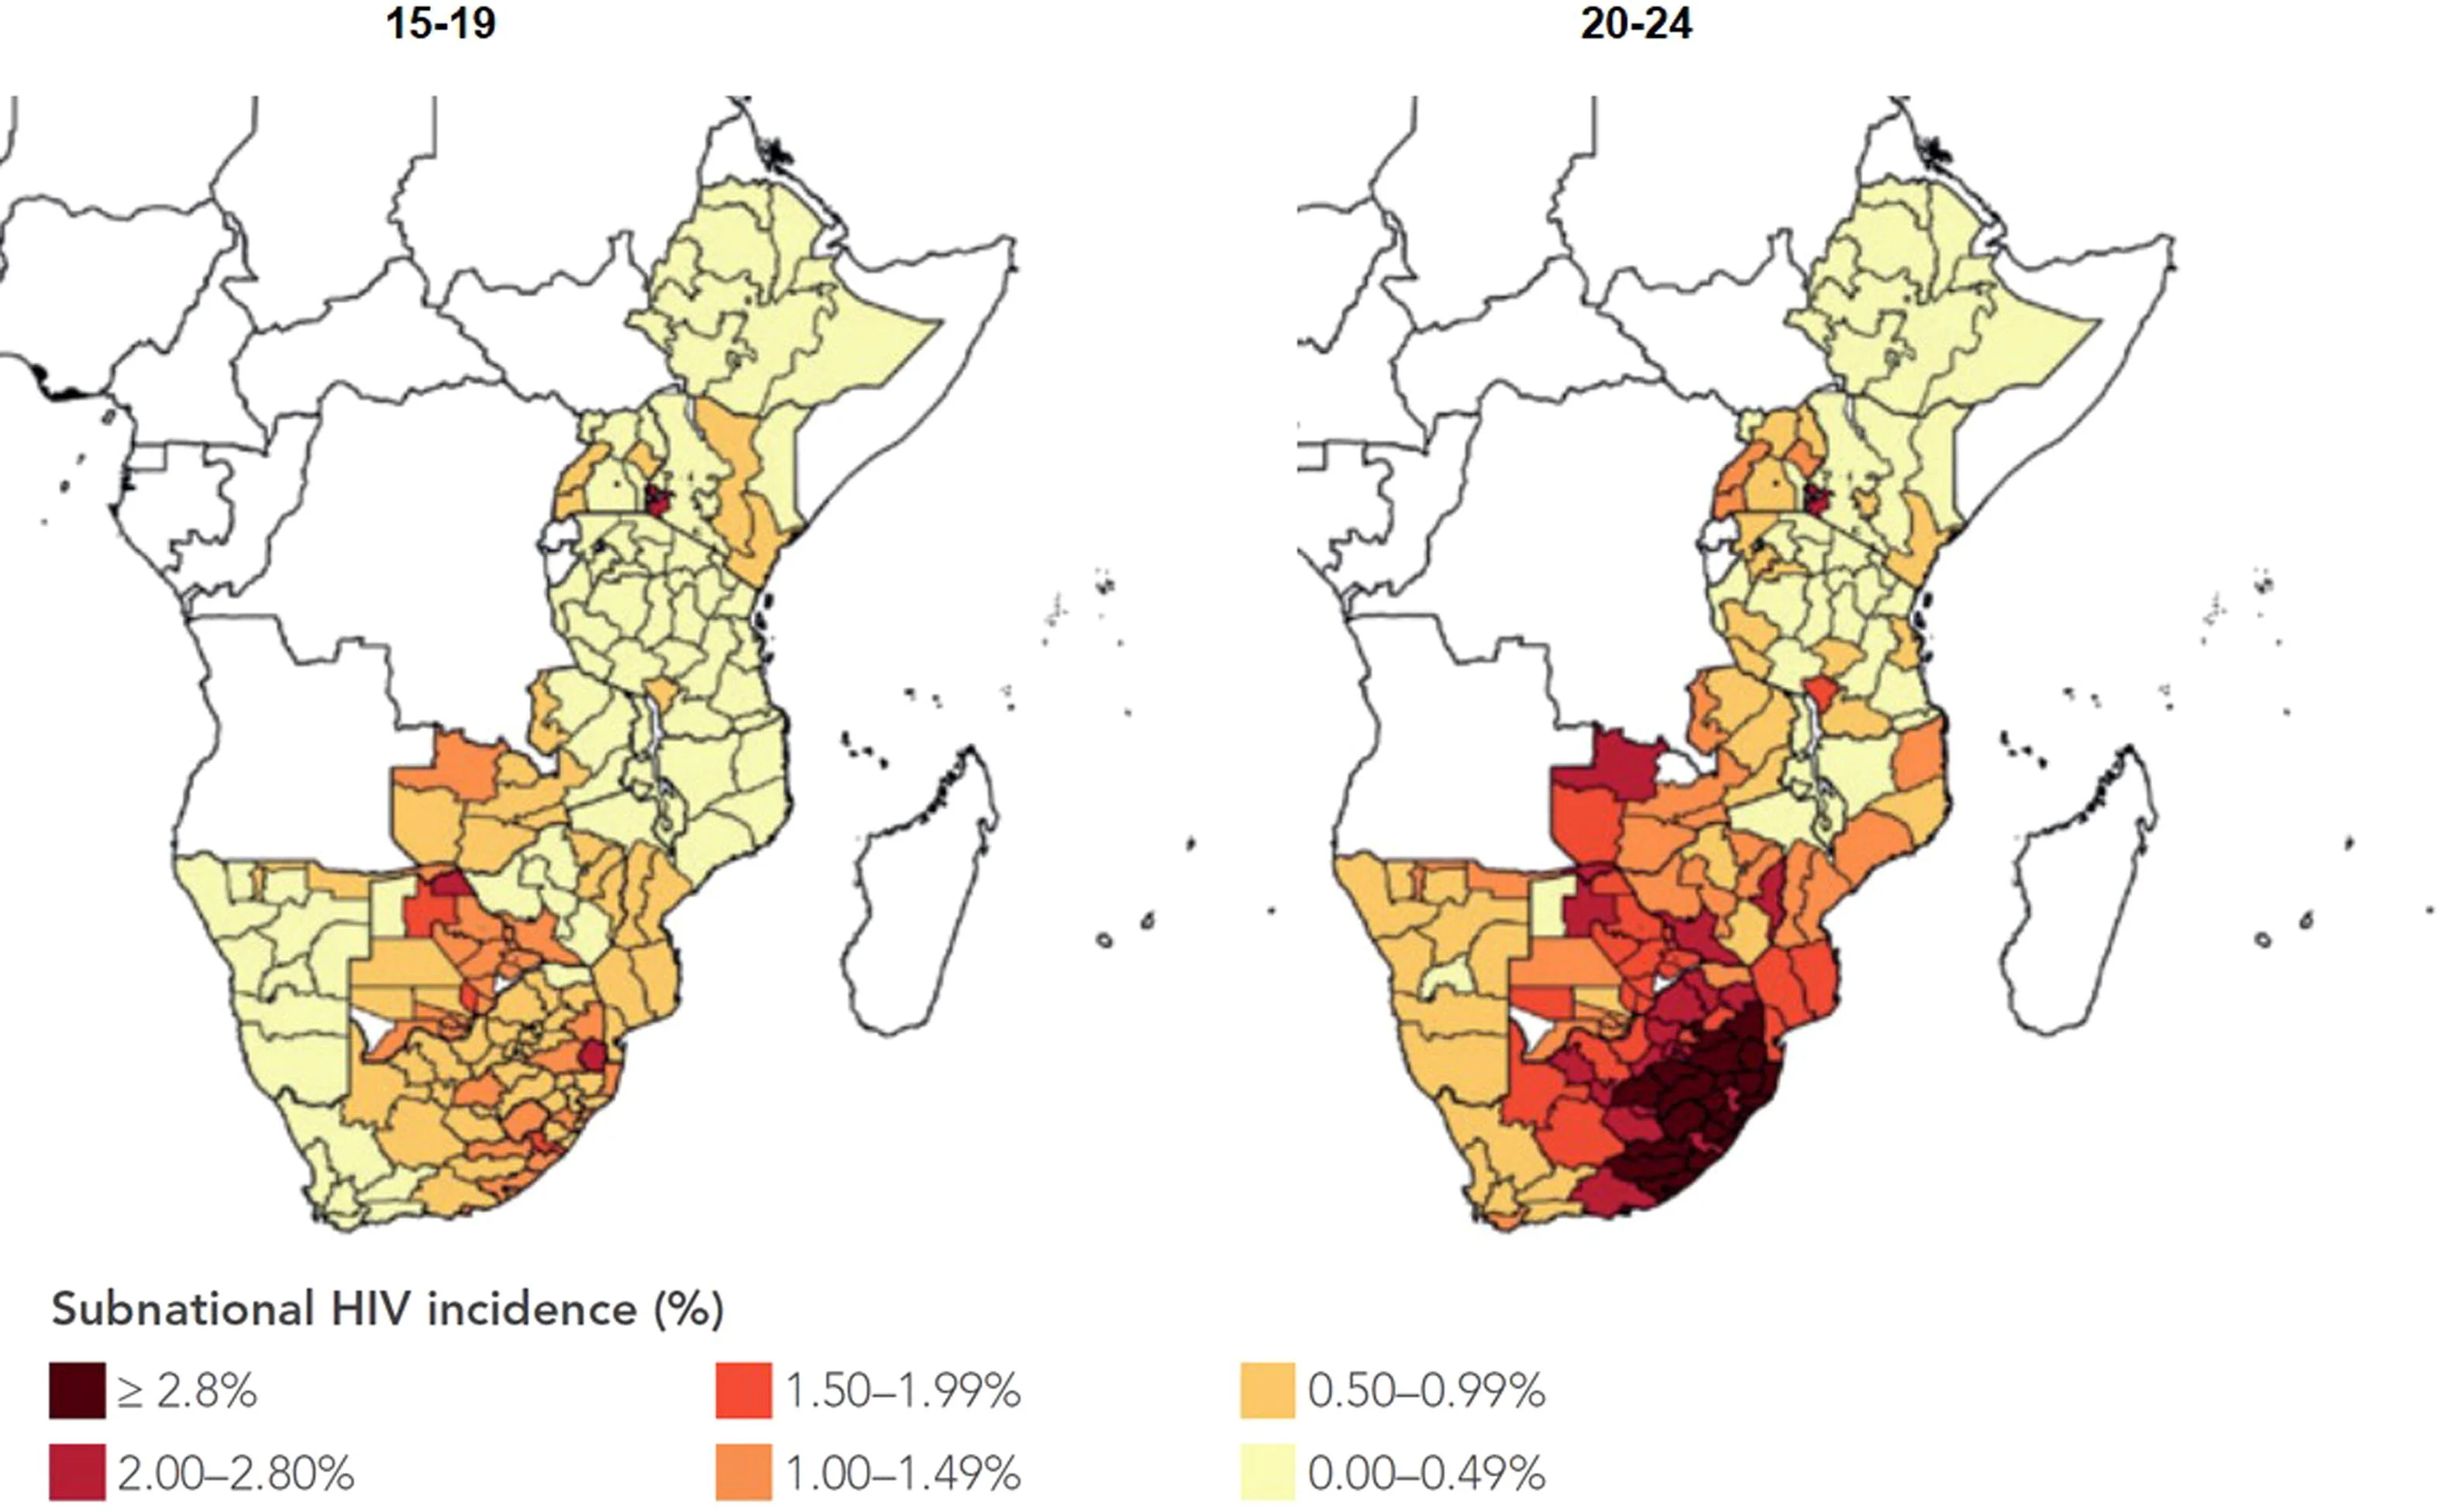 15-19 20-24
Subnational HIV incidence (%)
≥ 2.8% 1.50–1.99% 0.50–0.99%
2.00–2.80% 1.00–1.49% 0.00–0.49%